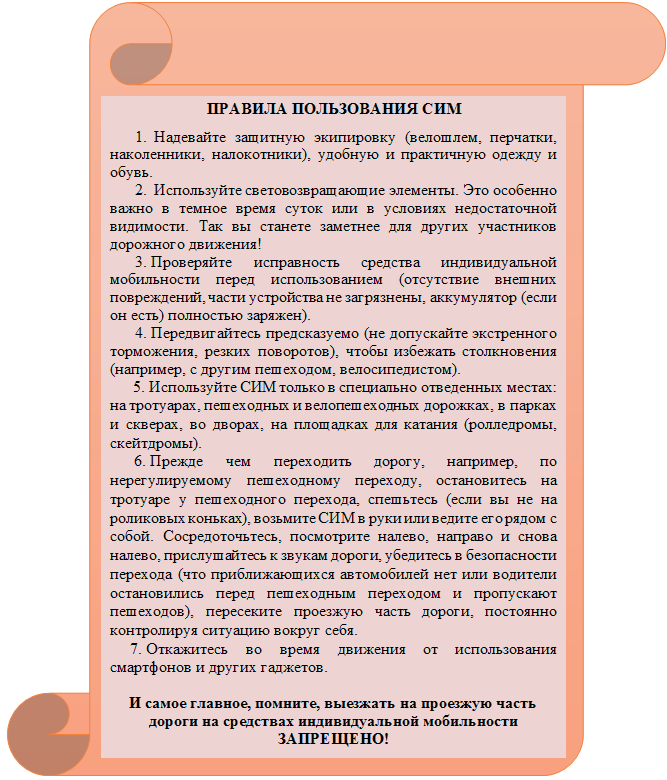 ПРАВИЛА ПОЛЬЗОВАНИЯ СИМ
1. Надевайте защитную экипировку (велошлем, перчатки,
наколенники, налокотники), удобную и практичную одежду и
обувь.
2. Используйте световозвращающие элементы. Это особенно
важно в темное время суток или в условиях недостаточной
видимости. Так вы станете заметнее для других участников
дорожного движения!
3. Проверяйте исправность средства индивидуальной
мобильности перед использованием (отсутствие внешних
повреждений, части устройства не загрязнены, аккумулятор (если
он есть) полностью заряжен).
4. Передвигайтесь предсказуемо (не допускайте экстренного
торможения, резких поворотов), чтобы избежать столкновения
(например, с другим пешеходом, велосипедистом).
5. Используйте СИМ только в специально отведенных местах:
на тротуарах, пешеходных и велопешеходных дорожках, в парках
и скверах, во дворах, на площадках для катания (ролледромы,
скейтдромы).
6. Прежде чем переходить дорогу, например, по
нерегулируемому пешеходному переходу, остановитесь на
тротуаре у пешеходного перехода, спешьтесь (если вы не на
роликовых коньках), возьмите СИМ в руки или ведите его рядом с
собой. Сосредоточьтесь, посмотрите налево, направо и снова
налево, прислушайтесь к звукам дороги, убедитесь в безопасности
перехода (что приближающихся автомобилей нет или водители
остановились перед пешеходным переходом и пропускают
пешеходов), пересеките проезжую часть дороги, постоянно
контролируя ситуацию вокруг себя.
7. Откажитесь во время движения от использования
смартфонов и других гаджетов.
И самое главное, помните, выезжать на проезжую часть
дороги на средствах индивидуальной мобильности
ЗАПРЕЩЕНО!